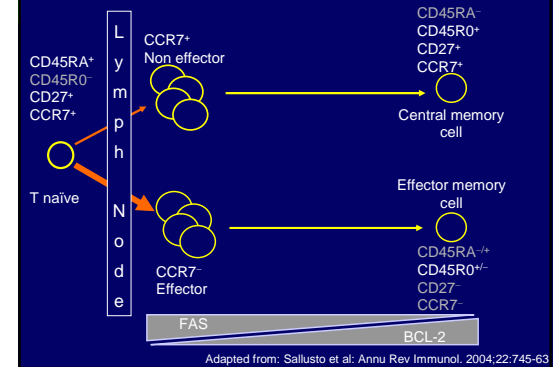 CD45RA+
CD45R0–
CD27+
CCR7+
T naïve
Lymph Node
CCR7+
Non effector
CCR7–
Effector
CD45RA–
CD45R0+
CD27+
CCR7+
Central memory
cell
Effector memory
cell
CD45RA–/+
CD45R0+/–
CD27–
CCR7–
FAS
BCL-2
Adapted from: Sallusto et al: Annu Rev Immunol. 2004;22:745-63